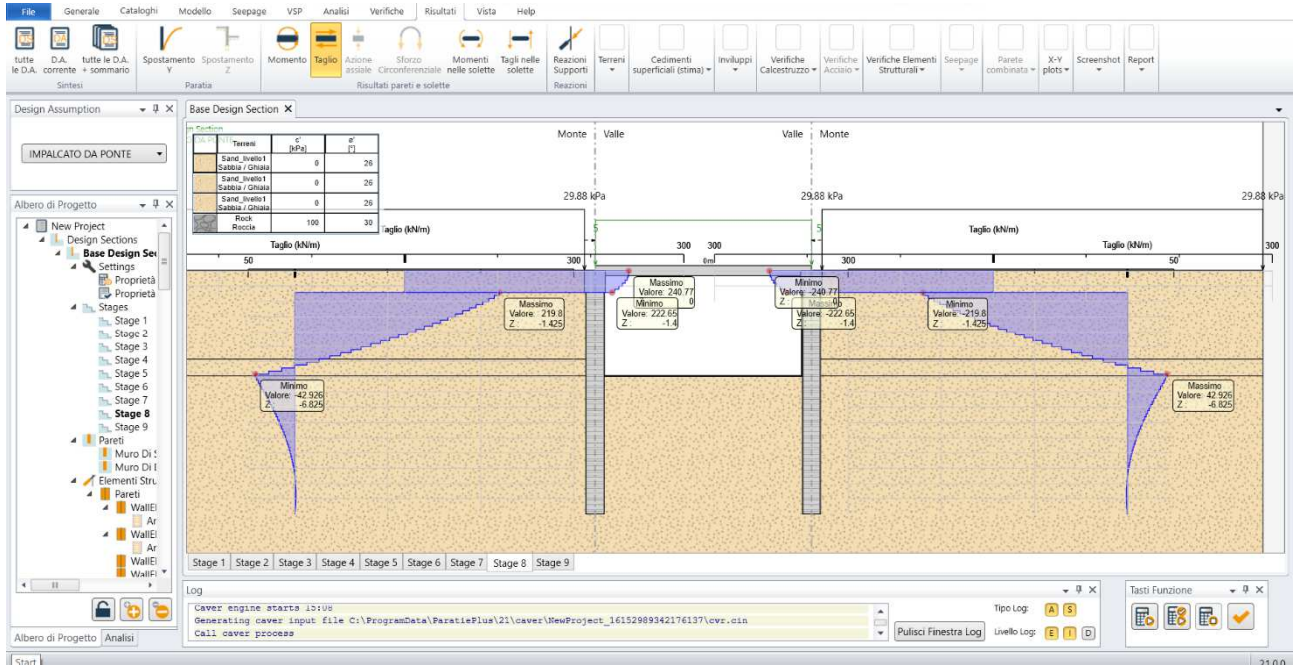 File Generale Cataloghi Modello Seepage VSP Analisi Verifiche Risultati Vista Help
tutte le D.A.
D.A. corrente
tutte le D.A. + sommario
Sintesi
Spostamento Y
Spostamento Z
Paratia
Momento
Taglio
Azione assiale
Sforzo Circonferenziale
Momenti nelle solette
Tagli nelle solette
Risultati pareti e solette
Reazioni Supporti
Reazioni
Terreni
Cedimenti superficiali (stima)
Inviluppi
Verifiche Calcestruzzo
Verifiche Acciaio
Verifiche Elementi Strutturali
Seepage
Parete combinata
X-Y plots
Screenshot
Report
Design Assumption
IMPALCATO DA PONTE
Albero di Progetto
New Project
Design Sections
Base Design Se
Settings
Proprietà
Proprietà
Stages
Stage 1
Stage 2
Stage 3
Stage 4
Stage 5
Stage 6
Stage 7
Stage 8
Stage 9
Pareti
Muro Di
Muro Di
Elementi Stru
Pareti
WallEl
Ar
WallEl
Ar
WallEl
WallEl
Albero di Progetto Analisi
Base Design Section
Terreni c' [kPa] ø' [°]
Sand_livello1 Sabbia / Ghiaia 0 26
Sand_livello1 Sabbia / Ghiaia 0 26
Sand_livello1 Sabbia / Ghiaia 0 26
Rock Roccia 100 30
Monte Valle
Valle Monte
29.88 kPa
29.88 kPa
29.88 kPa
Taglio (kN/m)
Taglio (kN/m)
Taglio (kN/m)
Taglio (kN/m)
50 300 300 300 0m 300 50 300
Massimo
Valore: 240.77
0
Minimo
Valore: 222.65
Z : -1.4
Minimo
Valore: -240.77
Z : 0
Massimo
Valore: -222.65
Z : -1.4
Massimo
Valore: 219.8
Z : -1.425
Minimo
Valore: -219.8
Z : -1.425
Minimo
Valore: -42.926
Z : -6.825
Massimo
Valore: 42.926
Z : -6.825
Stage 1 Stage 2 Stage 3 Stage 4 Stage 5 Stage 6 Stage 7 Stage 8 Stage 9
Log
Caver engine starts 15:08
Generating caver input file C:\ProgramData\ParatiePlus\21\caver\NewProject_16152989342176137\cvr.cin
Call caver process
Pulisci Finestra Log
Tipo Log: A S
Livello Log: E I D
Tasti Funzione
Start
21.0.0